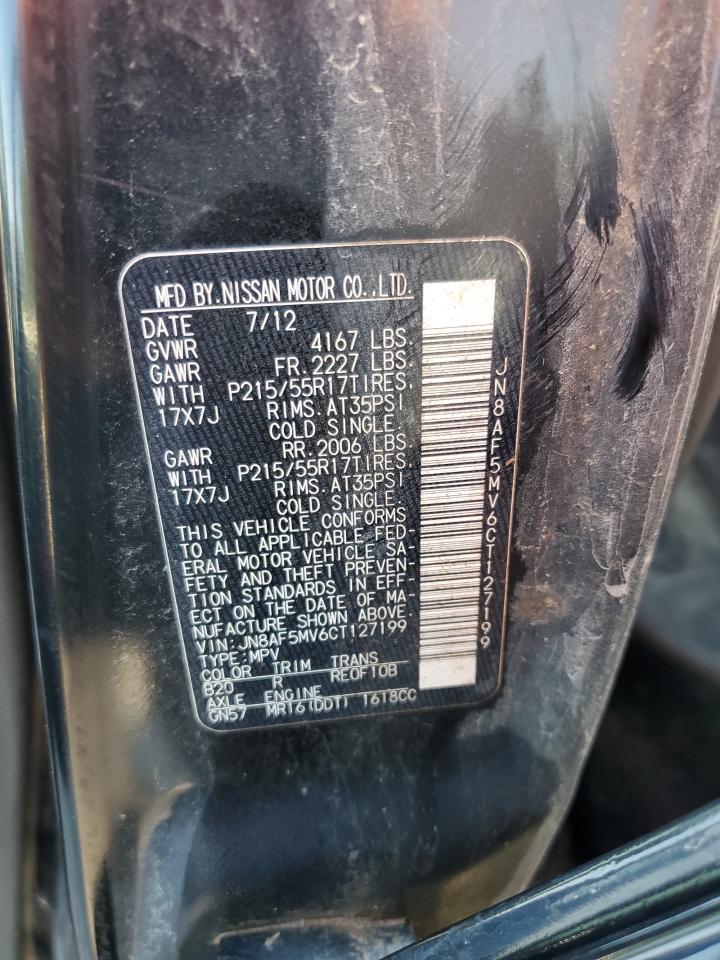 MFD BY.NISSAN MOTOR CO.,LTD.
DATE 7/12
GVWR 4167 LBS.
GAWR FR.2227 LBS.
WITH P215/55R17TIRES.
17X7J RIMS.AT35PSI
COLD SINGLE.
GAWR RR.2006 LBS.
WITH P215/55R17TIRES.
17X7J RIMS.AT35PSI
COLD SINGLE.
THIS VEHICLE CONFORMS
TO ALL APPLICABLE FED-
ERAL MOTOR VEHICLE SA-
FETY AND THEFT PREVEN-
TION STANDARDS IN EFF-
ECT ON THE DATE OF MA-
NUFACTURE SHOWN ABOVE.
VIN:JN8AF5MV6CT127199
TYPE:MPV
COLOR TRIM TRANS
B20 R RE0F10B
AXLE ENGINE
GN57 MR16(DDT) 1618CC
JN8AF5MV6CT127199